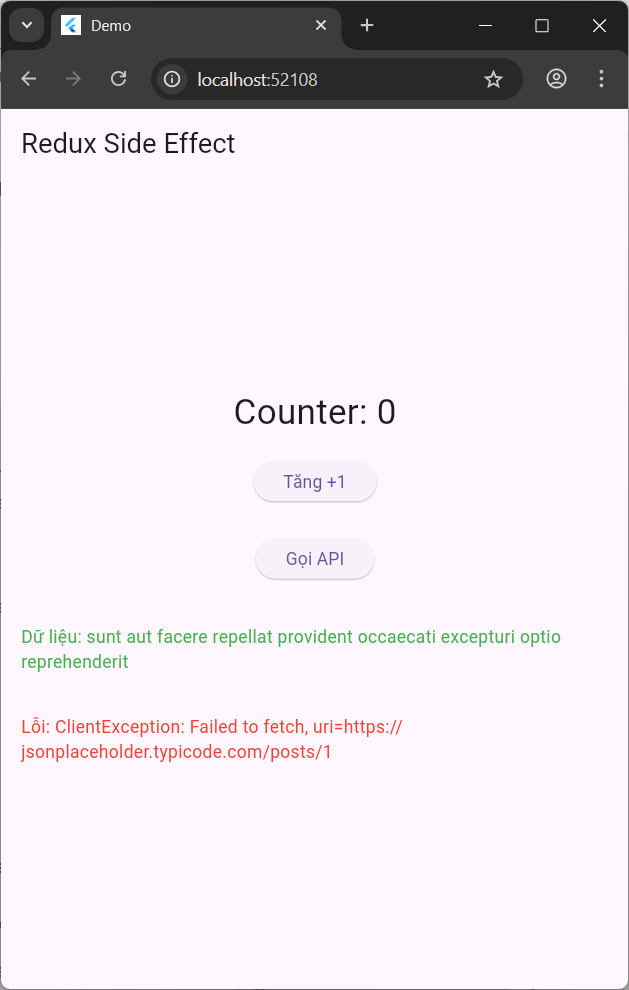 Demo
localhost:52108
Redux Side Effect
Counter: 0
Tăng +1
Gọi API
Dữ liệu: sunt aut facere repellat provident occaecati excepturi optio
reprehenderit
Lỗi: ClientException: Failed to fetch, uri=https://
jsonplaceholder.typicode.com/posts/1